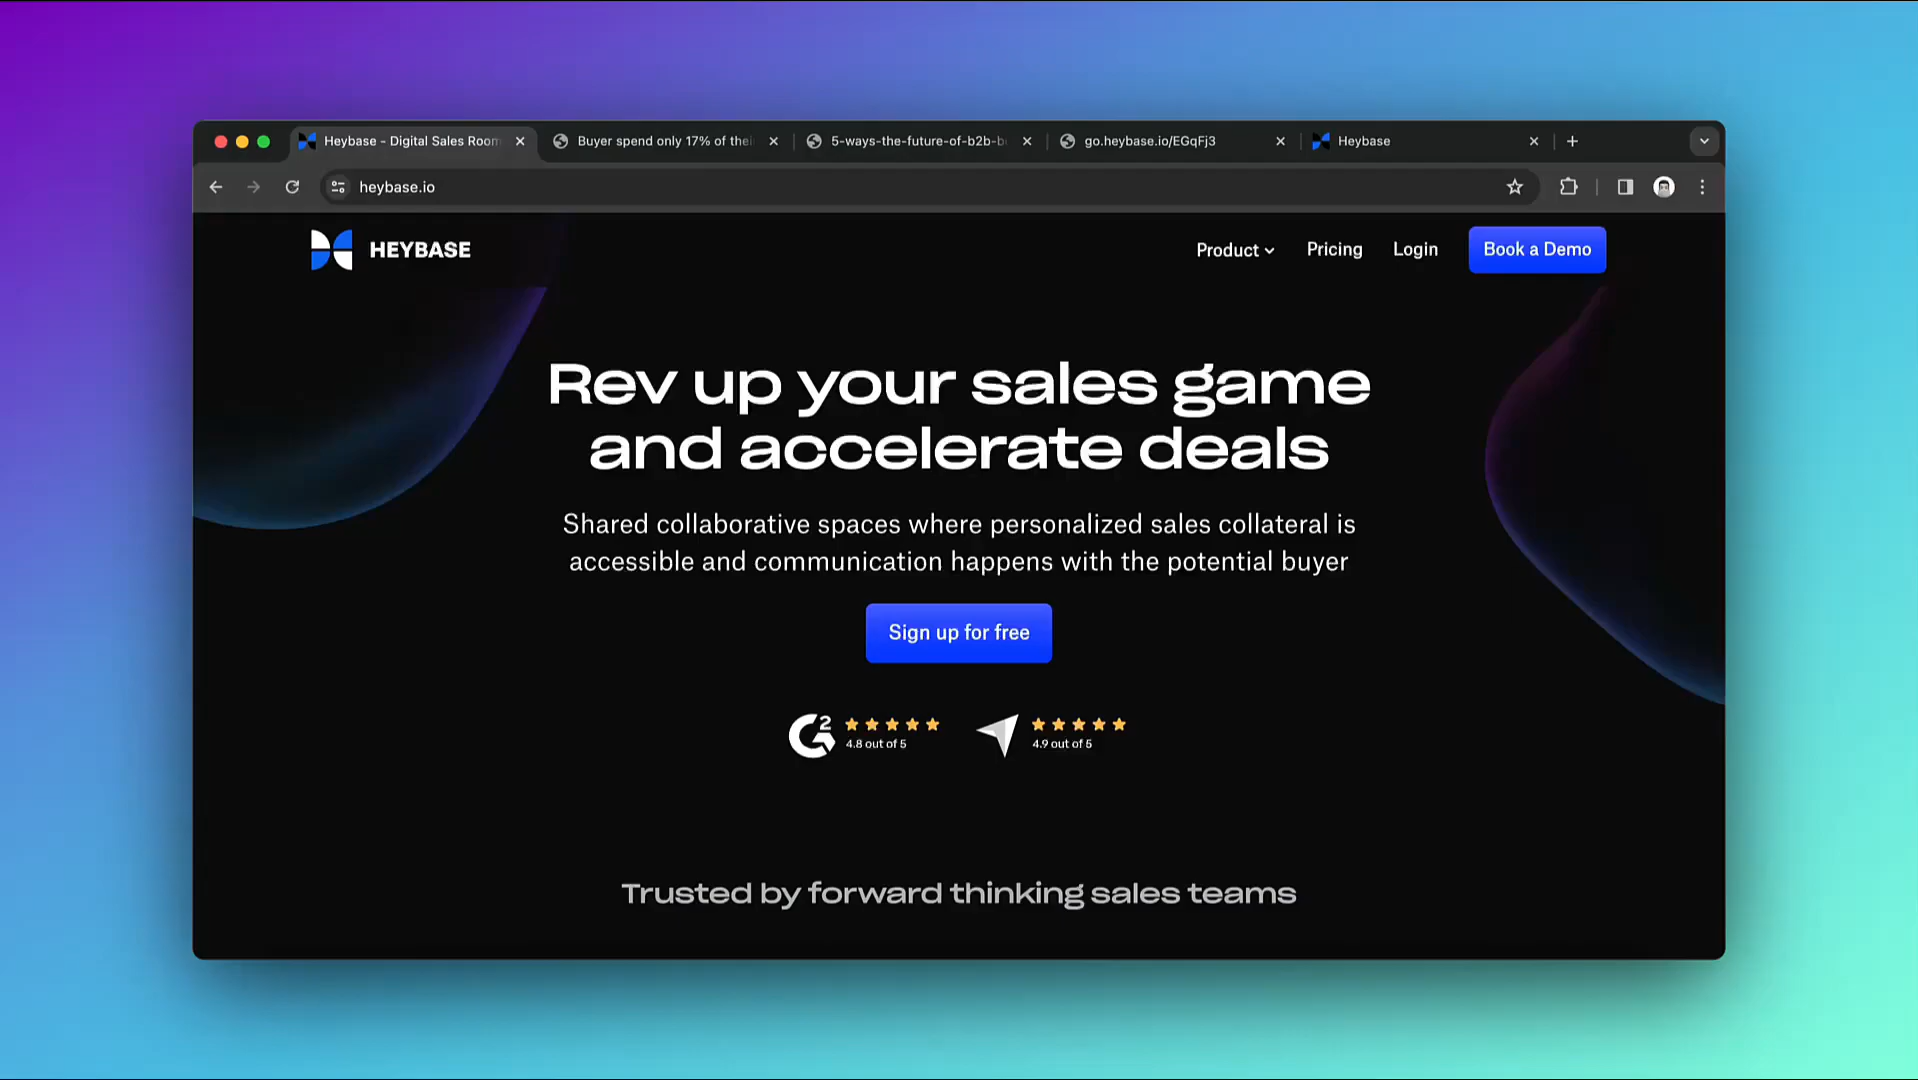 Heybase - Digital Sales Room
Buyer spend only 17% of thei
5-ways-the-future-of-b2b-b
go.heybase.io/EGqFj3
Heybase
heybase.io
HEYBASE
Product
Pricing
Login
Book a Demo
Rev up your sales game
and accelerate deals
Shared collaborative spaces where personalized sales collateral is
accessible and communication happens with the potential buyer
Sign up for free
G2
4.8 out of 5
4.9 out of 5
Trusted by forward thinking sales teams